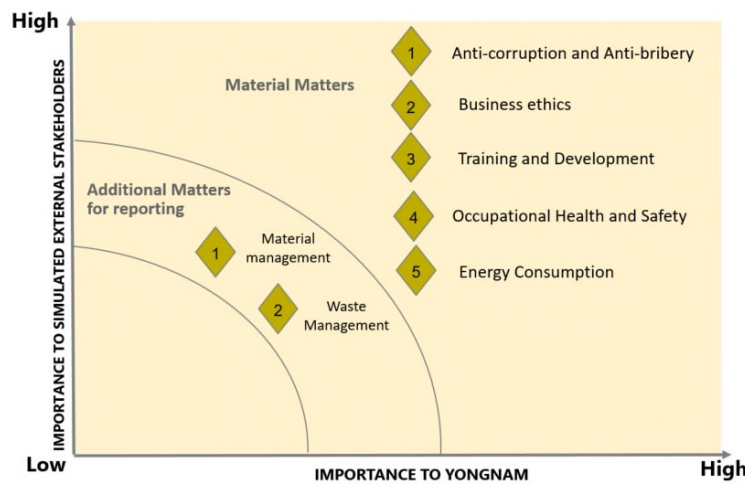 High
IMPORTANCE TO SIMULATED EXTERNAL STAKEHOLDERS
Material Matters
1 Anti-corruption and Anti-bribery
2 Business ethics
3 Training and Development
4 Occupational Health and Safety
5 Energy Consumption
Additional Matters
for reporting
1 Material
management
2 Waste
Management
Low
IMPORTANCE TO YONGNAM
High